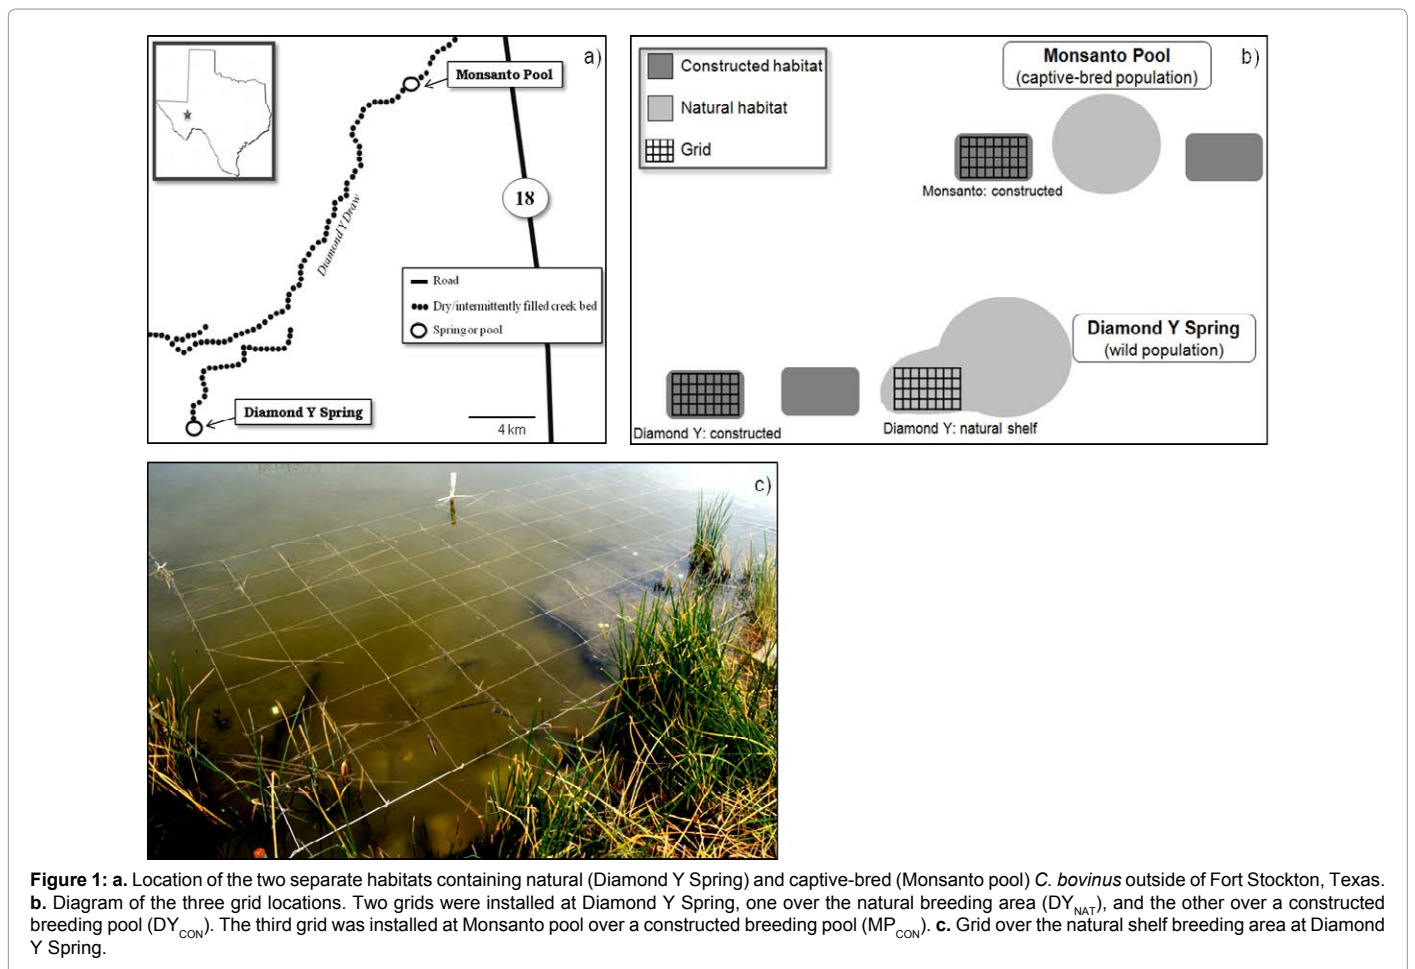 a)
Monsanto Pool
18
Diamond Y Draw
Road
Dry/intermittently filled creek bed
Spring or pool
Diamond Y Spring
4 km
b)
Constructed habitat
Natural habitat
Grid
Monsanto Pool
(captive-bred population)
Monsanto: constructed
Diamond Y Spring
(wild population)
Diamond Y: constructed
Diamond Y: natural shelf
c)
Figure 1: a. Location of the two separate habitats containing natural (Diamond Y Spring) and captive-bred (Monsanto pool) C. bovinus outside of Fort Stockton, Texas.
b. Diagram of the three grid locations. Two grids were installed at Diamond Y Spring, one over the natural breeding area (DYNAT), and the other over a constructed
breeding pool (DYCON). The third grid was installed at Monsanto pool over a constructed breeding pool (MPCON). c. Grid over the natural shelf breeding area at Diamond
Y Spring.